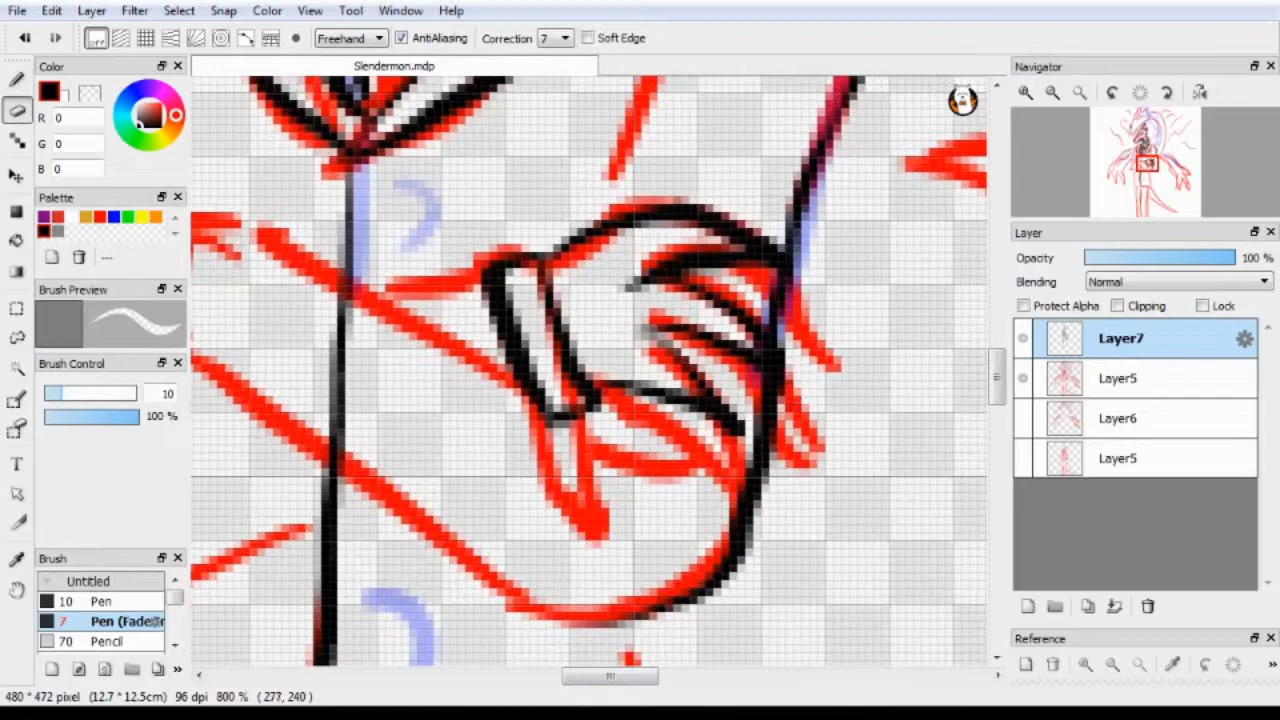 File Edit Layer Filter Select Snap Color View Tool Window Help
off Freehand AntiAliasing Correction 7 Soft Edge
Color
R 0
G 0
B 0
Palette
---
Brush Preview
Brush Control
10
100 %
Brush
Untitled
10 Pen
7 Pen (Fade
70 Pencil
Slendermon.mdp
Navigator
Layer
Opacity 100 %
Blending Normal
Protect Alpha Clipping Lock
Layer7
Layer5
Layer6
Layer5
Reference
480 * 472 pixel (12.7 * 12.5cm) 96 dpi 800 % ( 277, 240 )